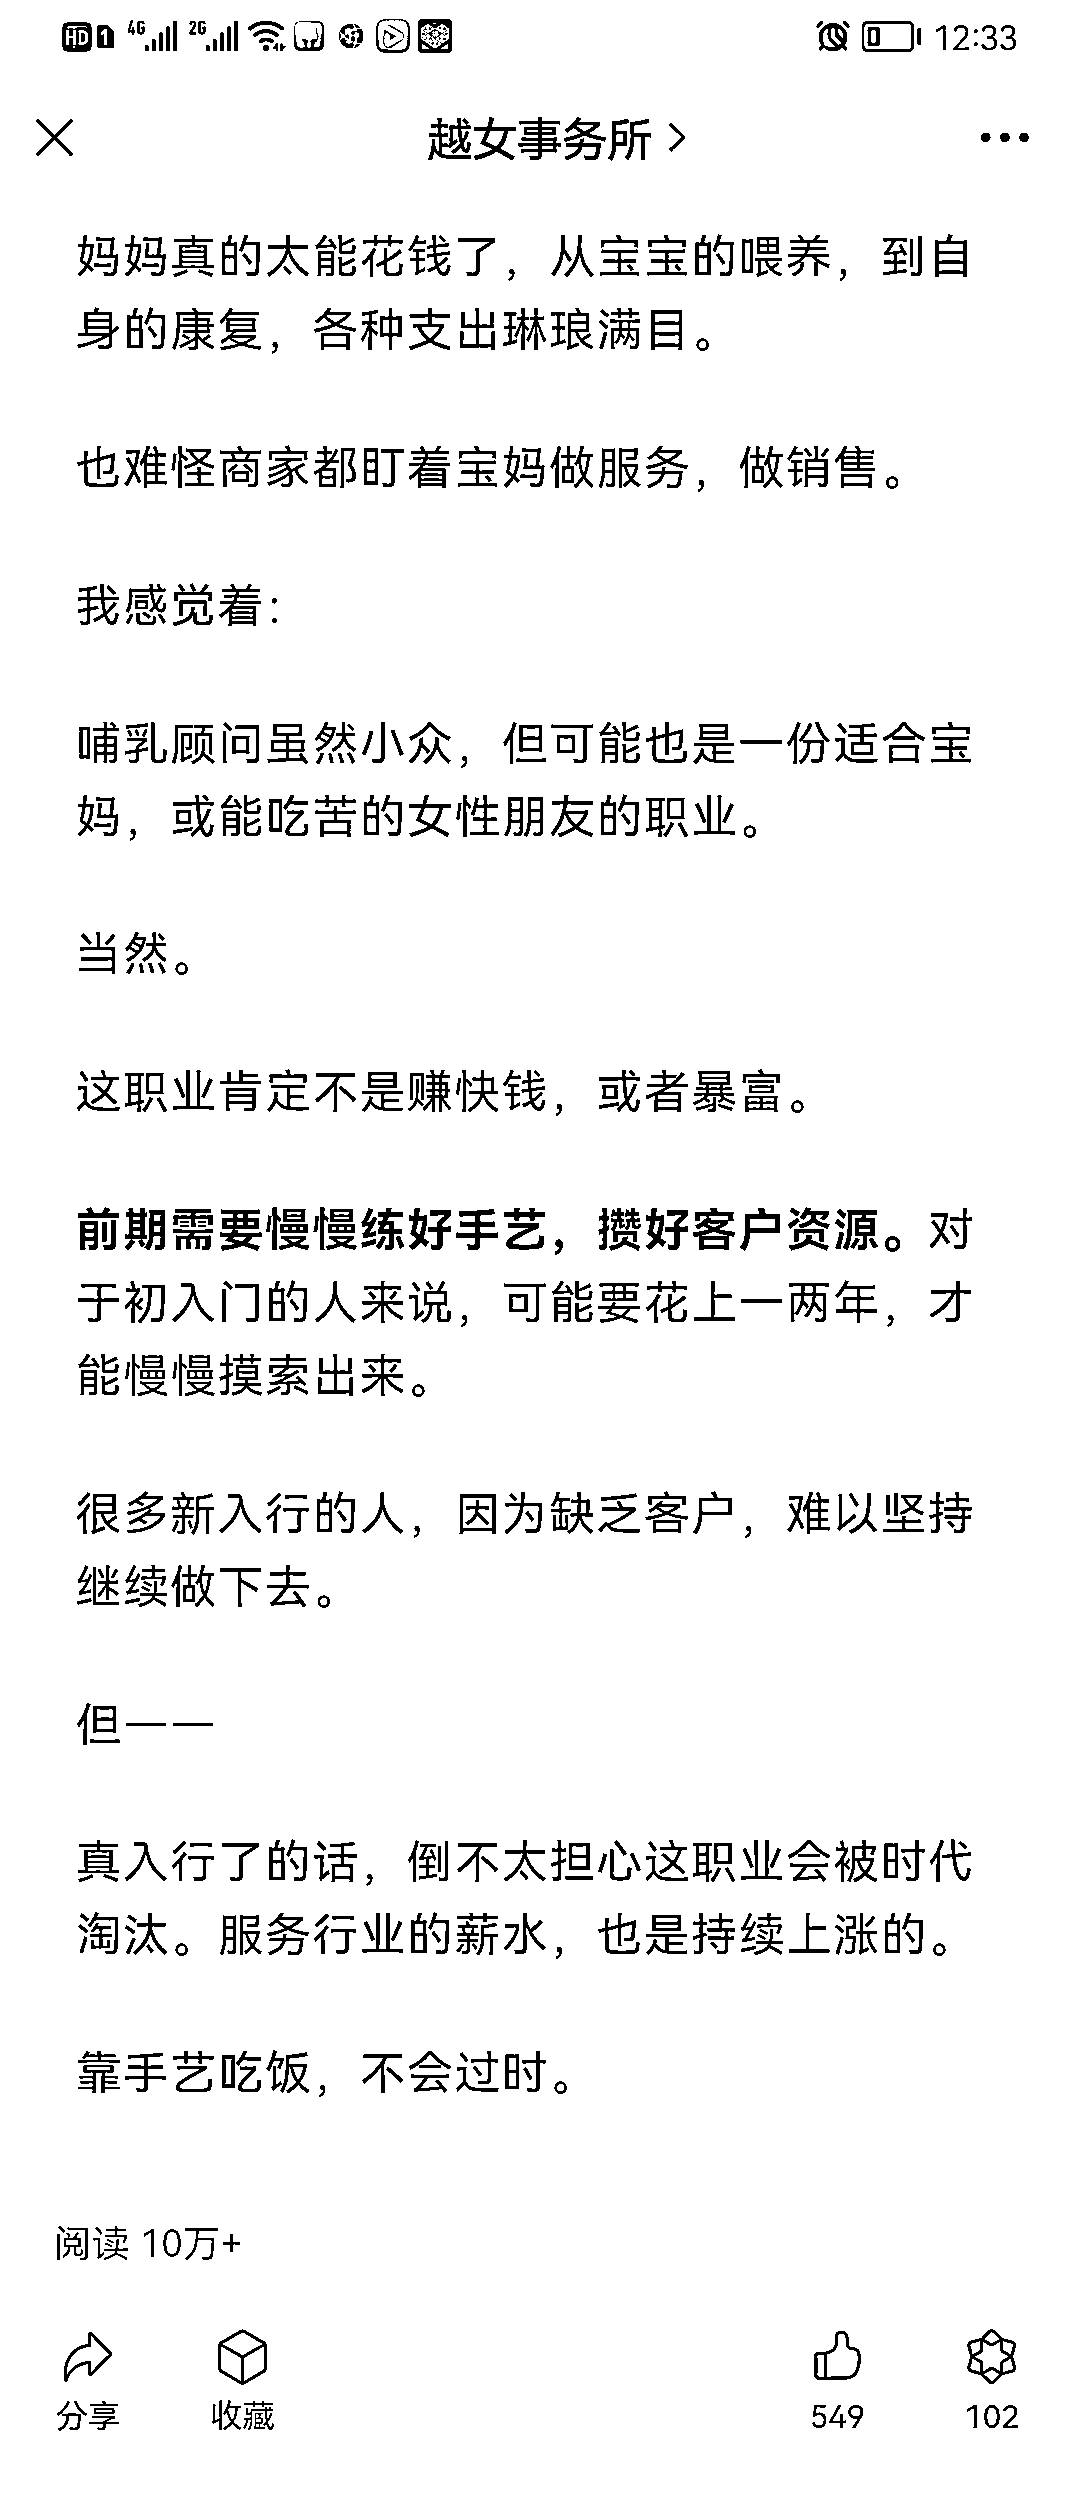 HD 1 4G 2G 12:33
越女事务所
妈妈真的太能花钱了，从宝宝的喂养，到自
身的康复，各种支出琳琅满目。
也难怪商家都盯着宝妈做服务，做销售。
我感觉着：
哺乳顾问虽然小众，但可能也是一份适合宝
妈，或能吃苦的女性朋友的职业。
当然。
这职业肯定不是赚快钱，或者暴富。
前期需要慢慢练好手艺，攒好客户资源。对
于初入门的人来说，可能要花上一两年，才
能慢慢摸索出来。
很多新入行的人，因为缺乏客户，难以坚持
继续做下去。
但——
真入行了的话，倒不太担心这职业会被时代
淘汰。服务行业的薪水，也是持续上涨的。
靠手艺吃饭，不会过时。
阅读 10万+
分享 收藏 549 102